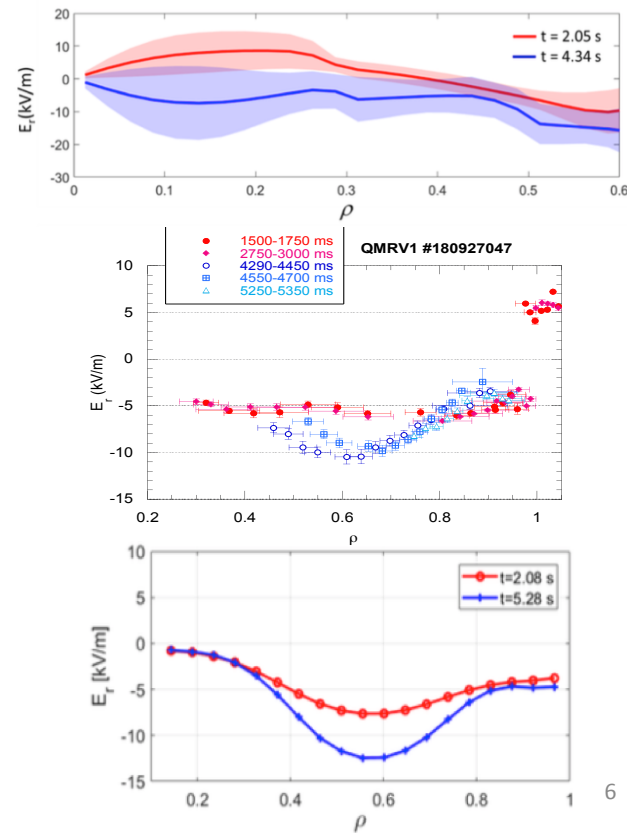 20
10
0
-10
-20
-30
E_r(kV/m)
t = 2.05 s
t = 4.34 s
0 0.1 0.2 0.3 0.4 0.5 0.6
ρ
1500-1750 ms
2750-3000 ms
4290-4450 ms
4550-4700 ms
5250-5350 ms
QMRV1 #180927047
10
5
0
-5
-10
-15
E_r (kV/m)
0.2 0.4 0.6 0.8 1
ρ
10
5
0
-5
-10
-15
E_r [kV/m]
t=2.08 s
t=5.28 s
0.2 0.4 0.6 0.8 1
ρ
6